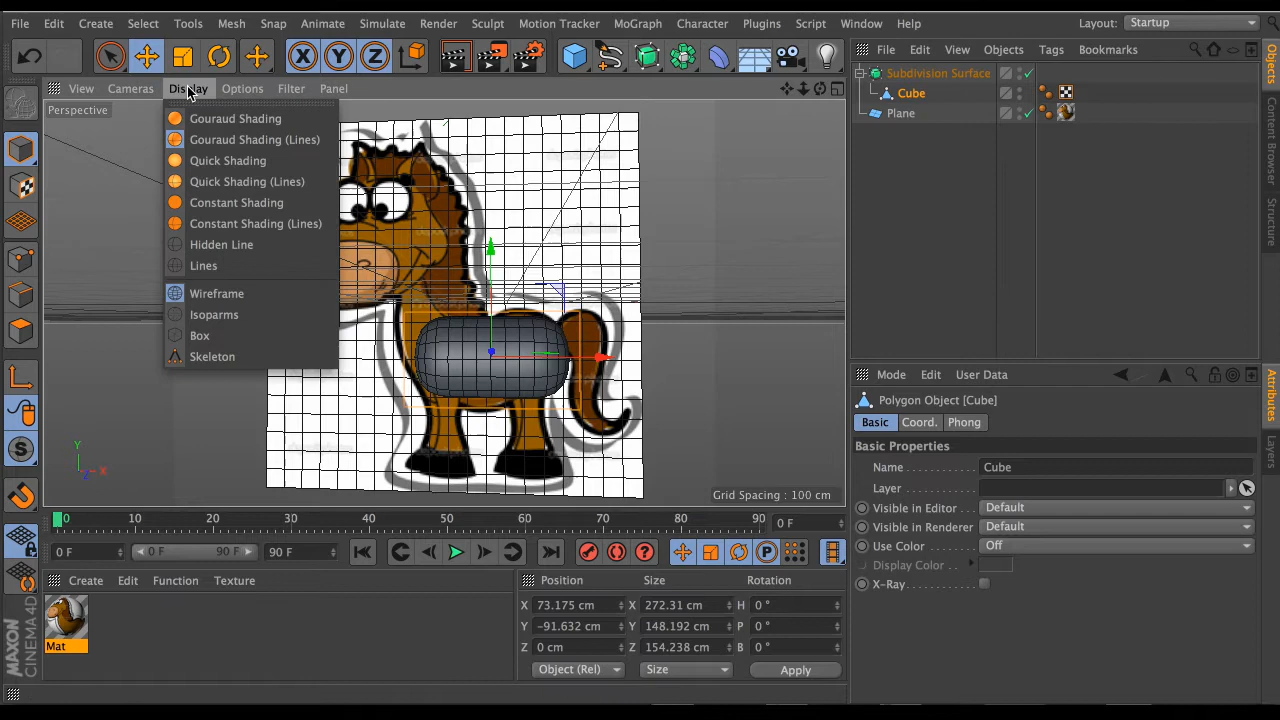 File Edit Create Select Tools Mesh Snap Animate Simulate Render Sculpt Motion Tracker MoGraph Character Plugins Script Window Help Layout: Startup
X Y Z
View Cameras Display Options Filter Panel
Perspective
Gouraud Shading
Gouraud Shading (Lines)
Quick Shading
Quick Shading (Lines)
Constant Shading
Constant Shading (Lines)
Hidden Line
Lines
Wireframe
Isoparms
Box
Skeleton
Y
X
Z
Grid Spacing : 100 cm
File Edit View Objects Tags Bookmarks
Subdivision Surface
Cube
Plane
Objects
Content Browser
Structure
Mode Edit User Data
Polygon Object [Cube]
Basic Coord. Phong
Basic Properties
Name Cube
Layer
Visible in Editor Default
Visible in Renderer Default
Use Color Off
Display Color
X-Ray
Attributes
Layers
0 10 20 30 40 50 60 70 80 90 0 F
0 F 0 F 90 F 90 F
Create Edit Function Texture
Mat
Position Size Rotation
X 73.175 cm X 272.31 cm H 0 °
Y -91.632 cm Y 148.192 cm P 0 °
Z 0 cm Z 154.238 cm B 0 °
Object (Rel) Size Apply
MAXON
CINEMA 4D